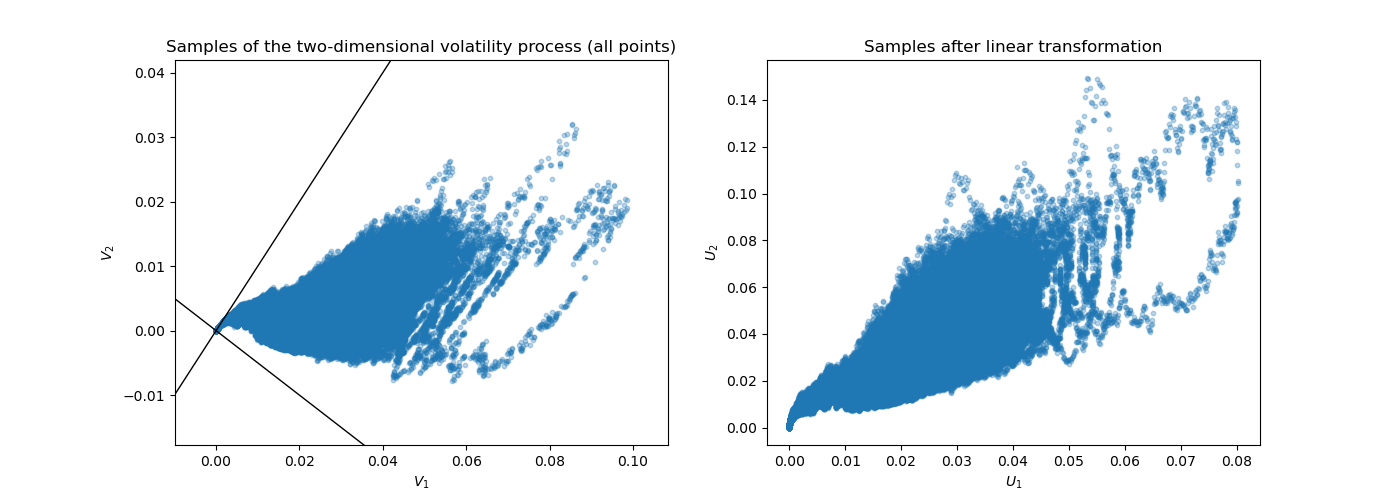 Samples of the two-dimensional volatility process (all points)
0.04
0.03
0.02
0.01
0.00
−0.01
V₂
0.00 0.02 0.04 0.06 0.08 0.10
V₁
Samples after linear transformation
0.14
0.12
0.10
0.08
0.06
0.04
0.02
0.00
U₂
0.00 0.01 0.02 0.03 0.04 0.05 0.06 0.07 0.08
U₁